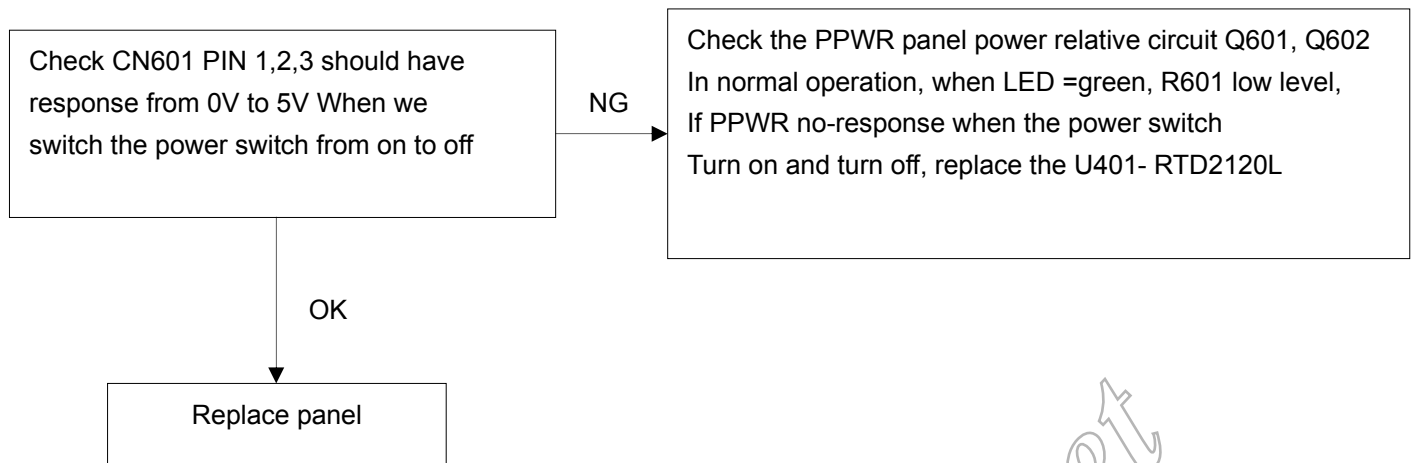 Check CN601 PIN 1,2,3 should have
response from 0V to 5V When we
switch the power switch from on to off
NG
Check the PPWR panel power relative circuit Q601, Q602
In normal operation, when LED =green, R601 low level,
If PPWR no-response when the power switch
Turn on and turn off, replace the U401- RTD2120L
OK
Replace panel